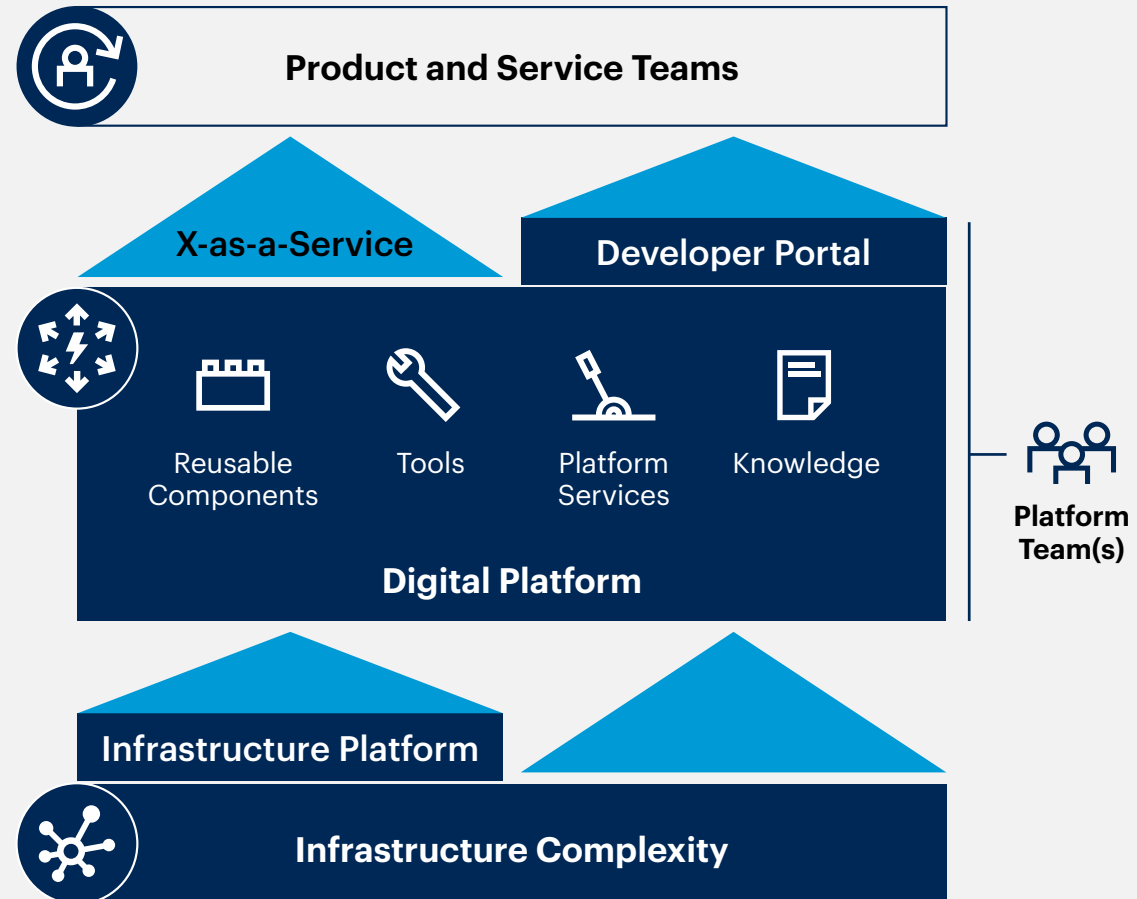 Product and Service Teams
X-as-a-Service
Developer Portal
Reusable
Components
Tools
Platform
Services
Knowledge
Platform
Team(s)
Digital Platform
Infrastructure Platform
Infrastructure Complexity